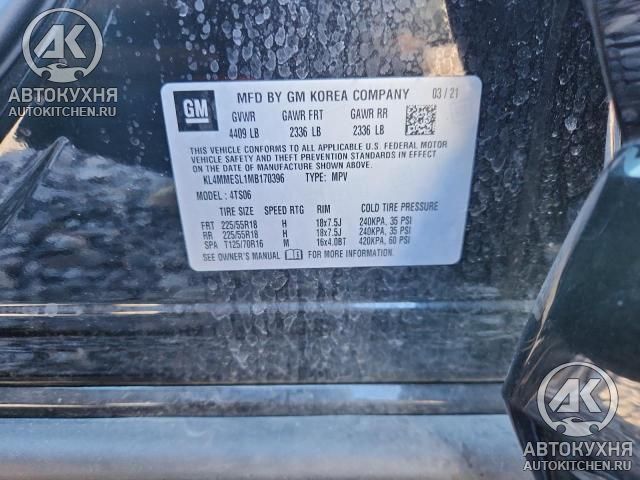 АВТОКУХНЯ
AUTOKITCHEN.RU
GM
MFD BY GM KOREA COMPANY 03/21
GVWR GAWR FRT GAWR RR
4409 LB 2336 LB 2336 LB
THIS VEHICLE CONFORMS TO ALL APPLICABLE U.S. FEDERAL MOTOR
VEHICLE SAFETY AND THEFT PREVENTION STANDARDS IN EFFECT
ON THE DATE OF MANUFACTURE SHOWN ABOVE.
KL4MMESL1MB170396 TYPE: MPV
MODEL: 4TS06
TIRE SIZE SPEED RTG RIM COLD TIRE PRESSURE
FRT 225/55R18 H 18x7.5J 240KPA, 35 PSI
RR 225/55R18 H 18x7.5J 240KPA, 35 PSI
SPA T125/70R16 M 16x4.0BT 420KPA, 60 PSI
SEE OWNER'S MANUAL FOR MORE INFORMATION.
АК
АВТОКУХНЯ
AUTOKITCHEN.RU